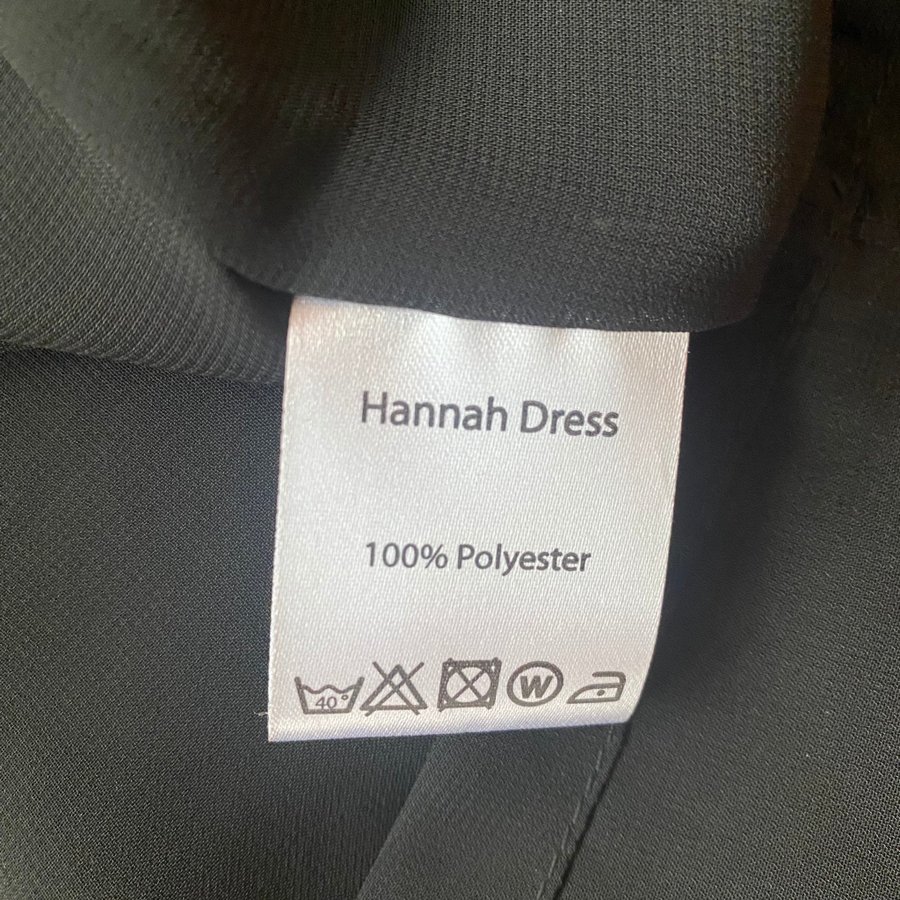 Hannah Dress
100% Polyester
40° W